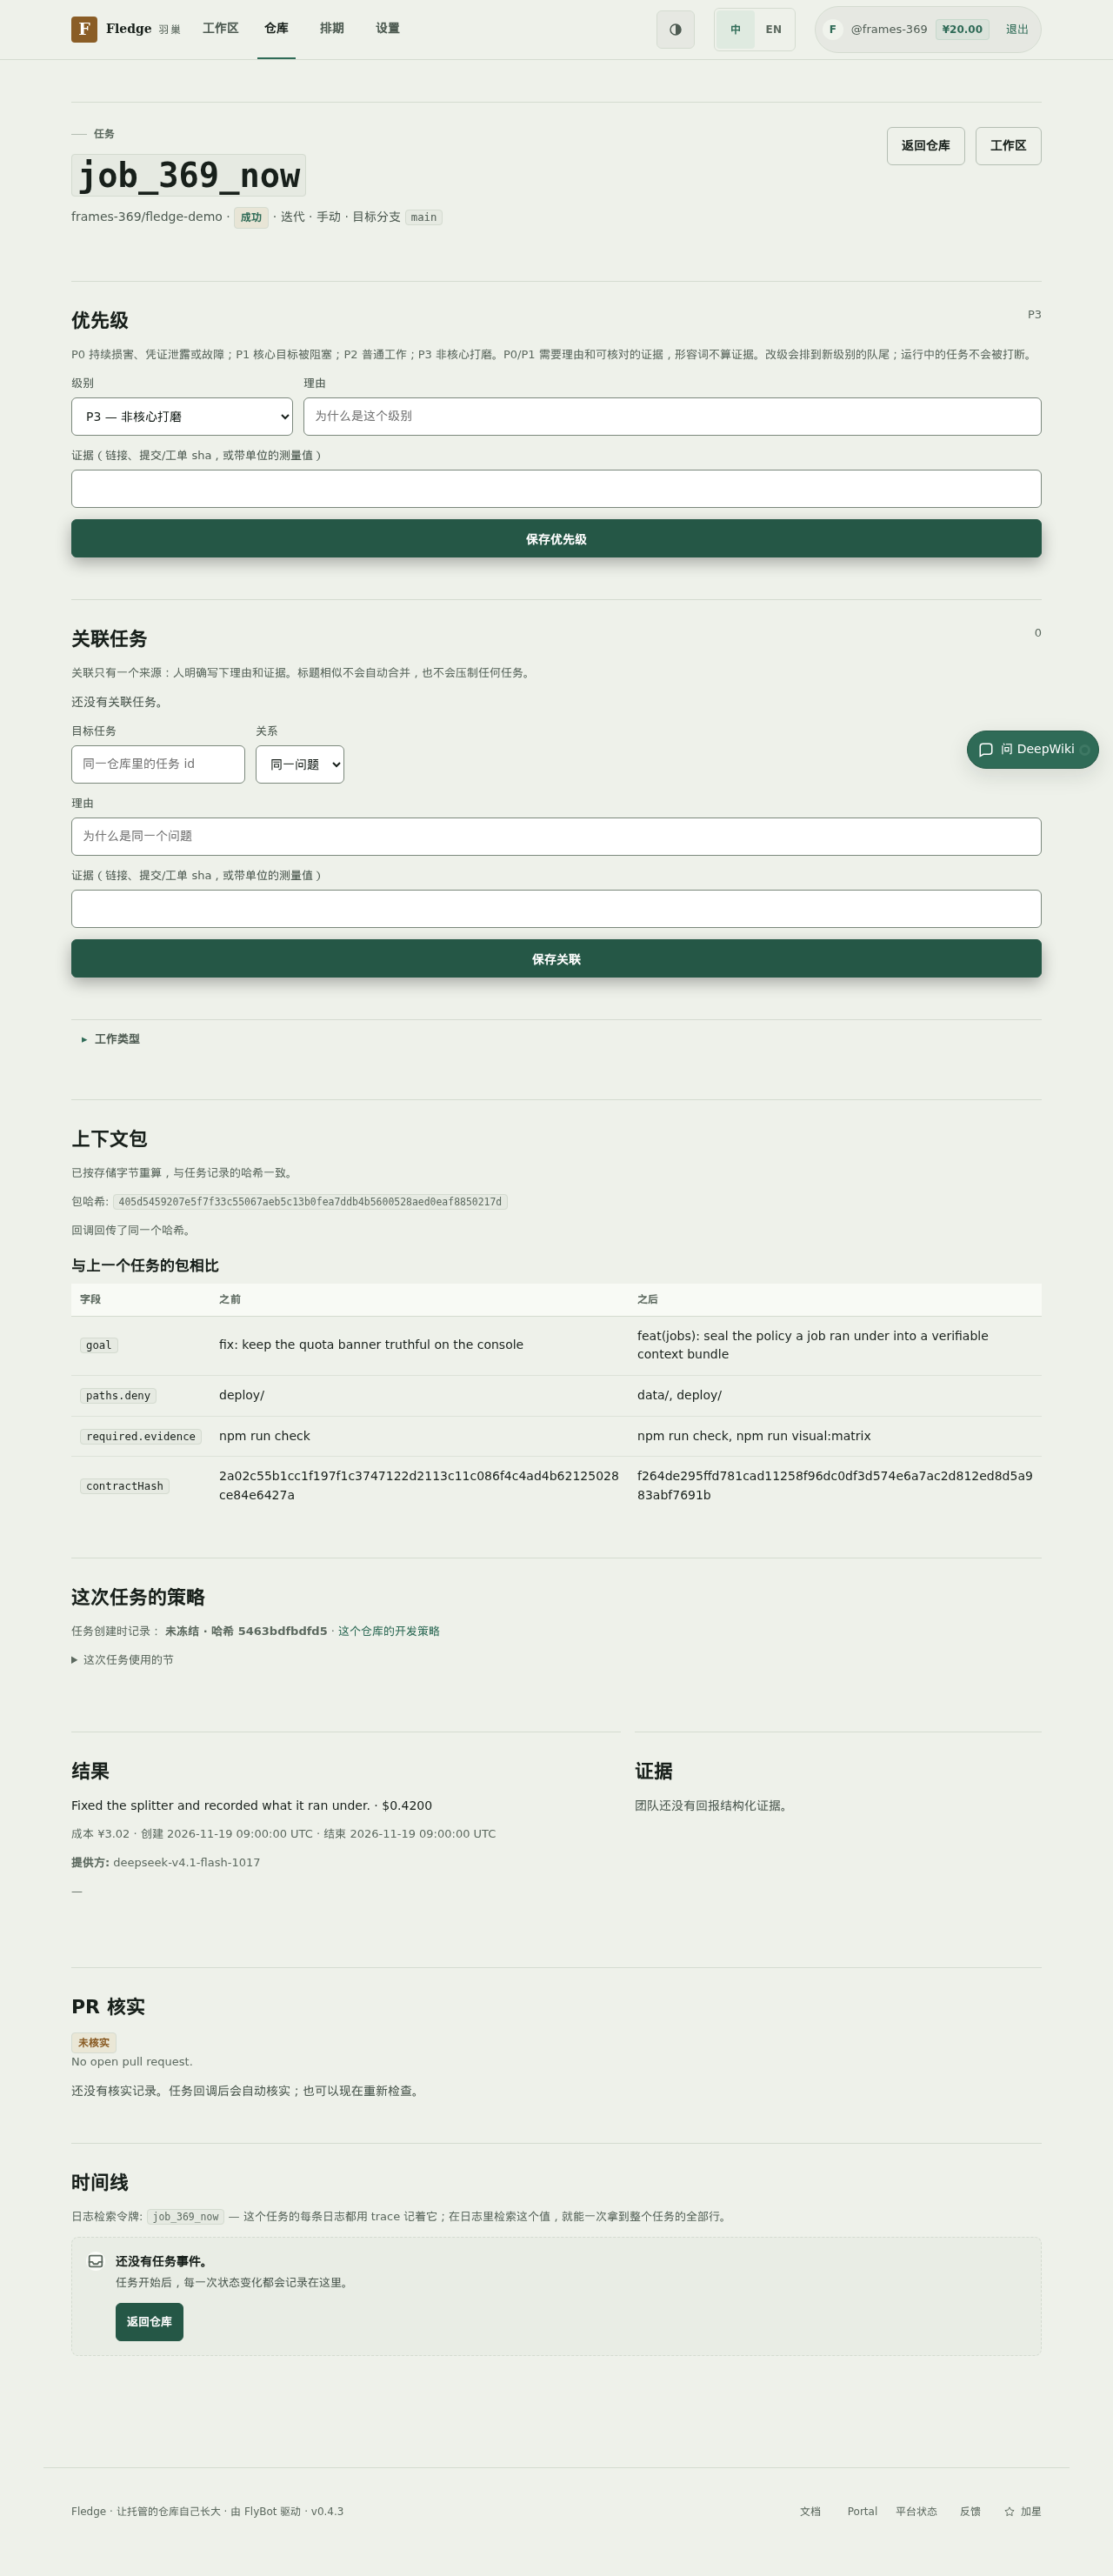 F Fledge 羽巢 工作区 仓库 排期 设置 中 EN F @frames-369 ¥20.00 退出
任务
返回仓库 工作区
job_369_now
frames-369/fledge-demo · 成功 · 迭代 · 手动 · 目标分支 main
优先级
P3
P0 持续损害、凭证泄露或故障；P1 核心目标被阻塞；P2 普通工作；P3 非核心打磨。P0/P1 需要理由和可核对的证据，形容词不算证据。改级会排到新级别的队尾；运行中的任务不会被打断。
级别 理由
P3 — 非核心打磨 为什么是这个级别
证据（链接、提交/工单 sha，或带单位的测量值）
保存优先级
关联任务
0
关联只有一个来源：人明确写下理由和证据。标题相似不会自动合并，也不会压制任何任务。
还没有关联任务。
目标任务 关系
同一仓库里的任务 id 同一问题
问 DeepWiki
理由
为什么是同一个问题
证据（链接、提交/工单 sha，或带单位的测量值）
保存关联
▸ 工作类型
上下文包
已按存储字节重算，与任务记录的哈希一致。
包哈希: 405d5459207e5f7f33c55067aeb5c13b0fea7ddb4b5600528aed0eaf8850217d
回调回传了同一个哈希。
与上一个任务的包相比
字段 之前 之后
goal fix: keep the quota banner truthful on the console feat(jobs): seal the policy a job ran under into a verifiable
context bundle
paths.deny deploy/ data/, deploy/
required.evidence npm run check npm run check, npm run visual:matrix
contractHash 2a02c55b1cc1f197f1c3747122d2113c11c086f4c4ad4b62125028 f264de295ffd781cad11258f96dc0df3d574e6a7ac2d812ed8d5a9
ce84e6427a 83abf7691b
这次任务的策略
任务创建时记录： 未冻结 · 哈希 5463bdfbdfd5 · 这个仓库的开发策略
▶ 这次任务使用的节
结果
Fixed the splitter and recorded what it ran under. · $0.4200
成本 ¥3.02 · 创建 2026-11-19 09:00:00 UTC · 结束 2026-11-19 09:00:00 UTC
提供方: deepseek-v4.1-flash-1017
—
证据
团队还没有回报结构化证据。
PR 核实
未核实
No open pull request.
还没有核实记录。任务回调后会自动核实；也可以现在重新检查。
时间线
日志检索令牌: job_369_now — 这个任务的每条日志都用 trace 记着它；在日志里检索这个值，就能一次拿到整个任务的全部行。
还没有任务事件。
任务开始后，每一次状态变化都会记录在这里。
返回仓库
Fledge · 让托管的仓库自己长大 · 由 FlyBot 驱动 · v0.4.3 文档 Portal 平台状态 反馈 ☆ 加星